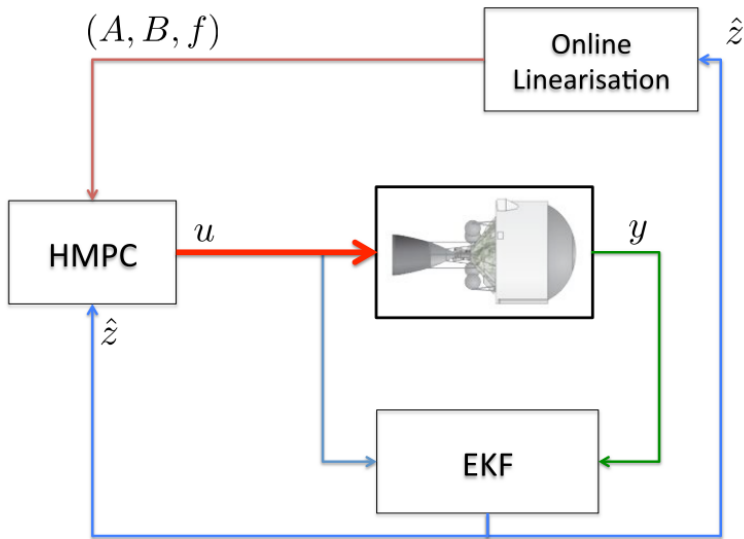 (A, B, f)
Online
Linearisation
ẑ
HMPC
u
y
ẑ
EKF